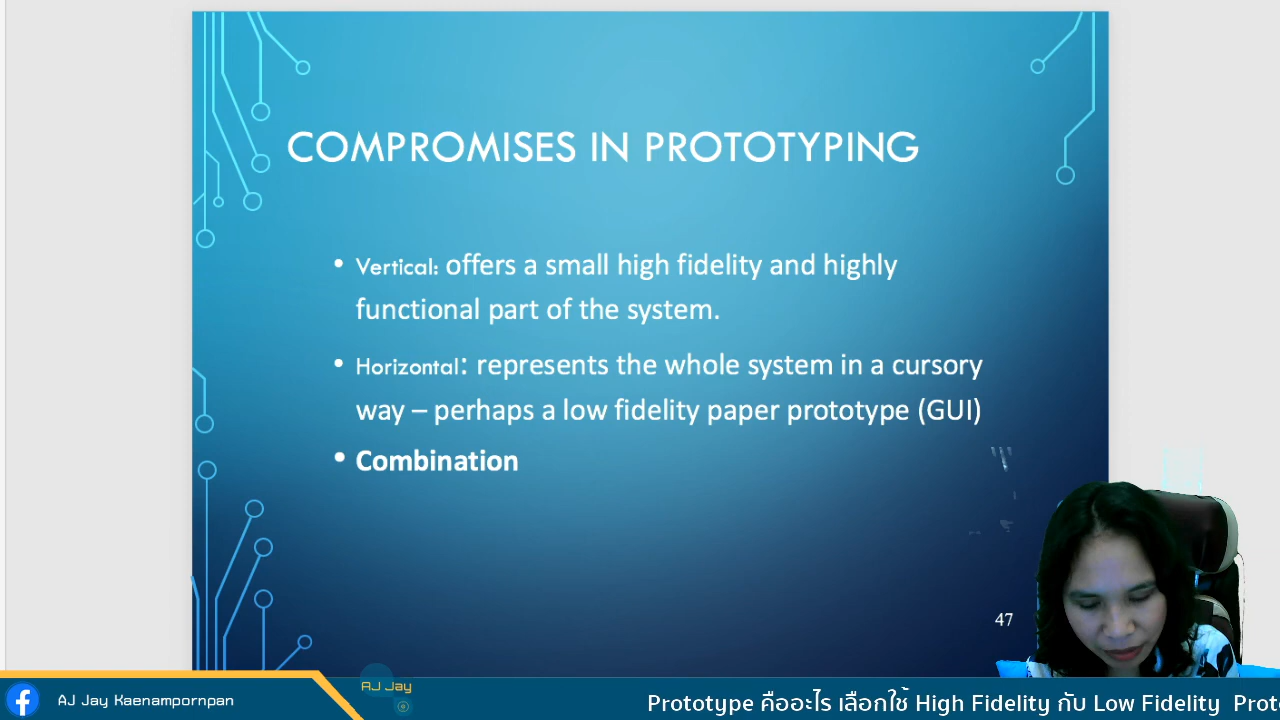 COMPROMISES IN PROTOTYPING
• Vertical: offers a small high fidelity and highly
functional part of the system.
• Horizontal: represents the whole system in a cursory
way – perhaps a low fidelity paper prototype (GUI)
• Combination
47
AJ Jay
AJ Jay Kaenampornpan
Prototype คืออะไร เลือกใช้ High Fidelity กับ Low Fidelity Prot